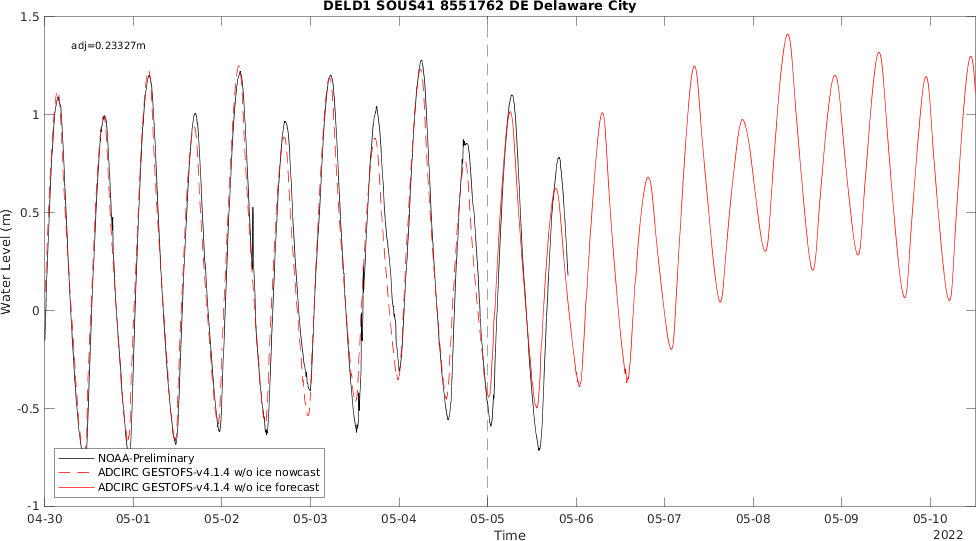 DELD1 SOUS41 8551762 DE Delaware City
adj=0.23327m
1.5
1
0.5
0
-0.5
-1
Water Level (m)
NOAA-Preliminary
ADCIRC GESTOFS-v4.1.4 w/o ice nowcast
ADCIRC GESTOFS-v4.1.4 w/o ice forecast
04-30 05-01 05-02 05-03 05-04 05-05 05-06 05-07 05-08 05-09 05-10
Time
2022